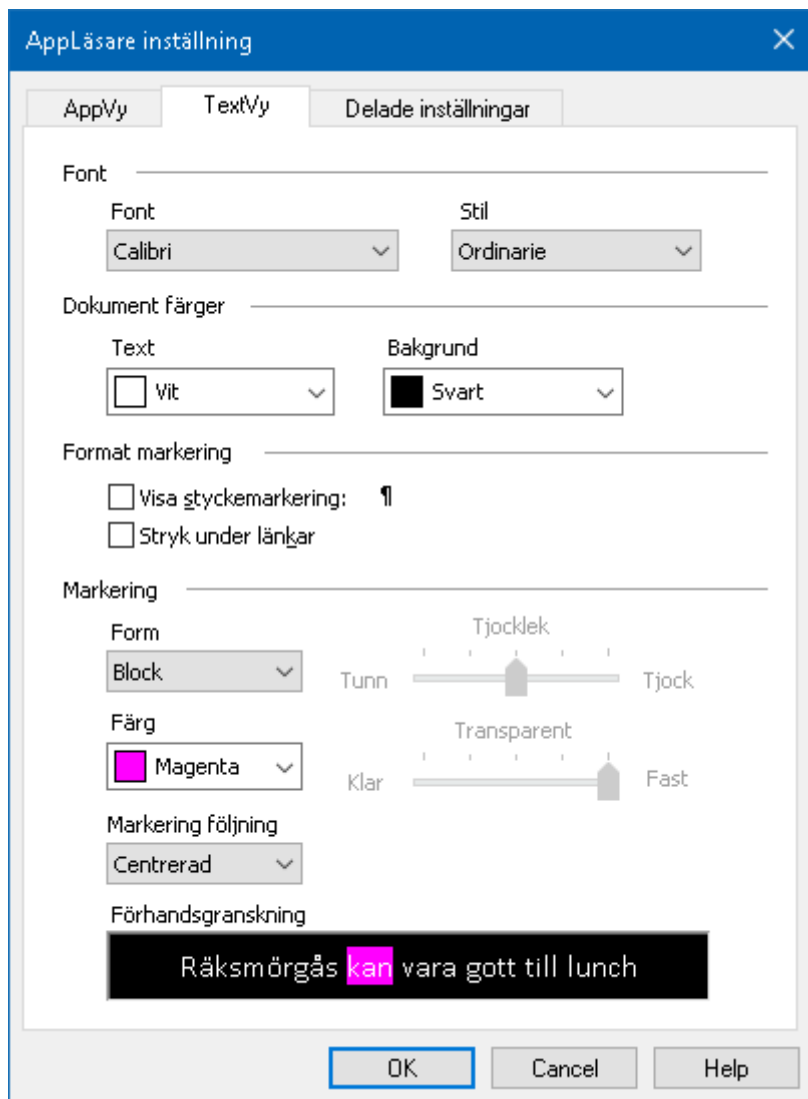 AppLäsare inställning
AppVy TextVy Delade inställningar
Font
Font Stil
Calibri Ordinarie
Dokument färger
Text Bakgrund
Vit Svart
Format markering
Visa styckemarkering: ¶
Stryk under länkar
Markering
Form Tjocklek
Block Tunn Tjock
Färg Transparent
Magenta Klar Fast
Markering följning
Centrerad
Förhandsgranskning
Räksmörgås kan vara gott till lunch
OK Cancel Help